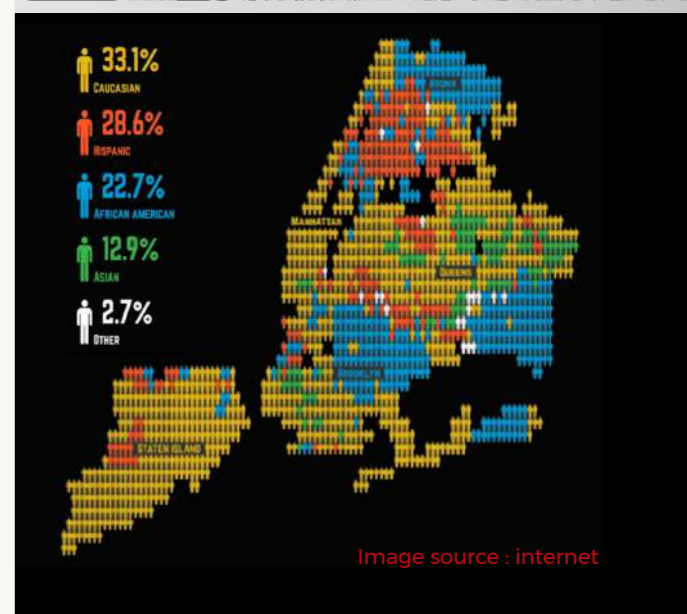 33.1%
CAUCASIAN
28.6%
HISPANIC
22.7%
AFRICAN AMERICAN
12.9%
ASIAN
2.7%
OTHER
BRONX
MANHATTAN
QUEENS
BROOKLYN
STATEN ISLAND
Image source : internet